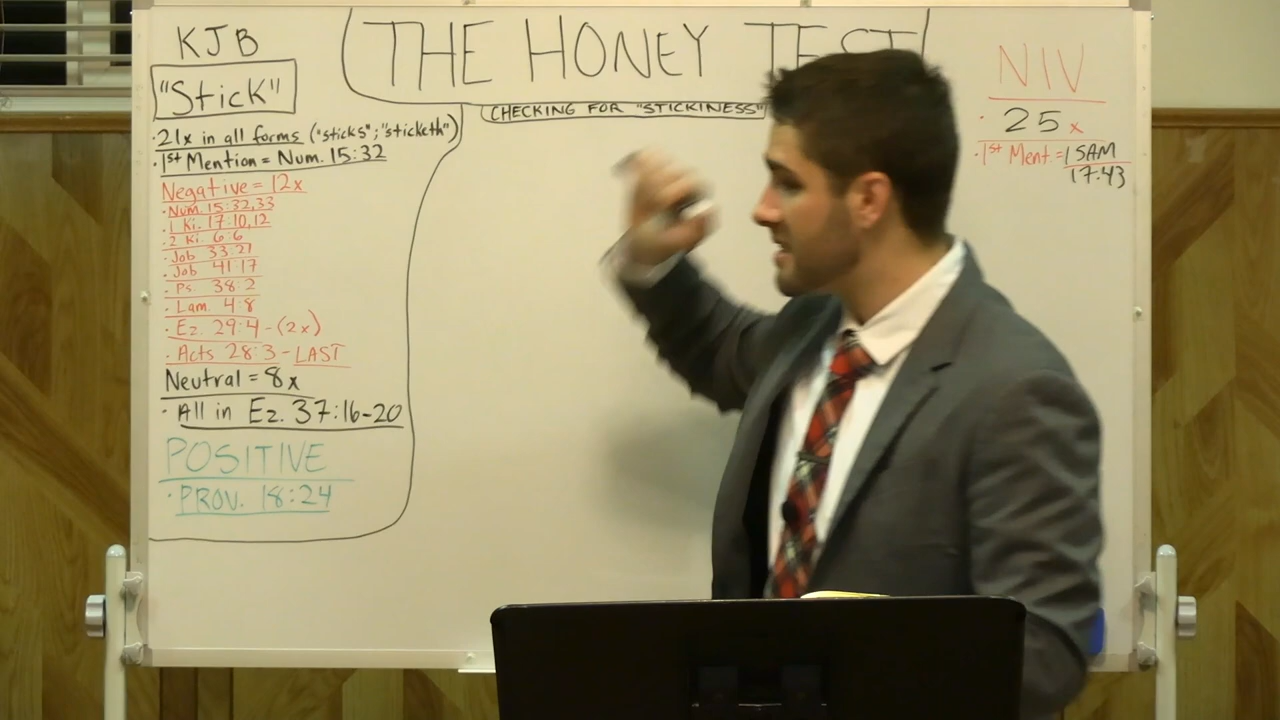 KJB
THE HONEY TEST
CHECKING FOR "STICKINESS"
"Stick"
·21x in all forms ("sticks"; "sticketh")
·1st Mention = Num. 15:32
Negative = 12x
·Num. 15:32,33
·1 Ki. 17:10,12
·2 Ki. 6:6
·Job 33:21
·Job 41:17
·Ps. 38:2
·Lam. 4:8
·Ez. 29:4 - (2x)
·Acts 28:3 - LAST
Neutral = 8x
·All in Ez. 37:16-20
POSITIVE
·PROV. 18:24
NIV
·25x
·1st Ment. = 1 SAM
17:43